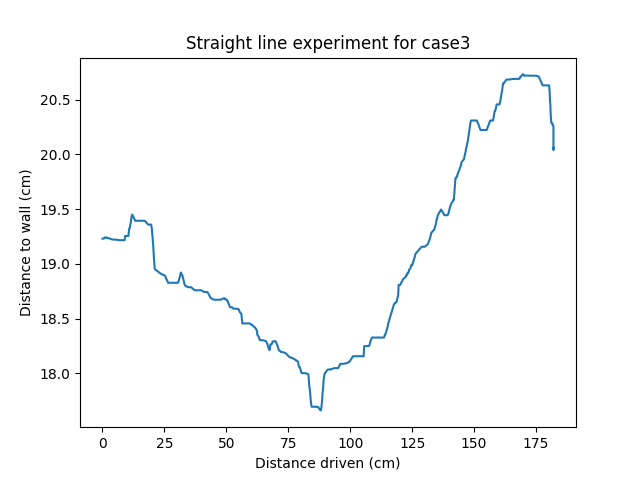 Straight line experiment for case3
Distance to wall (cm)
20.5
20.0
19.5
19.0
18.5
18.0
0 25 50 75 100 125 150 175
Distance driven (cm)